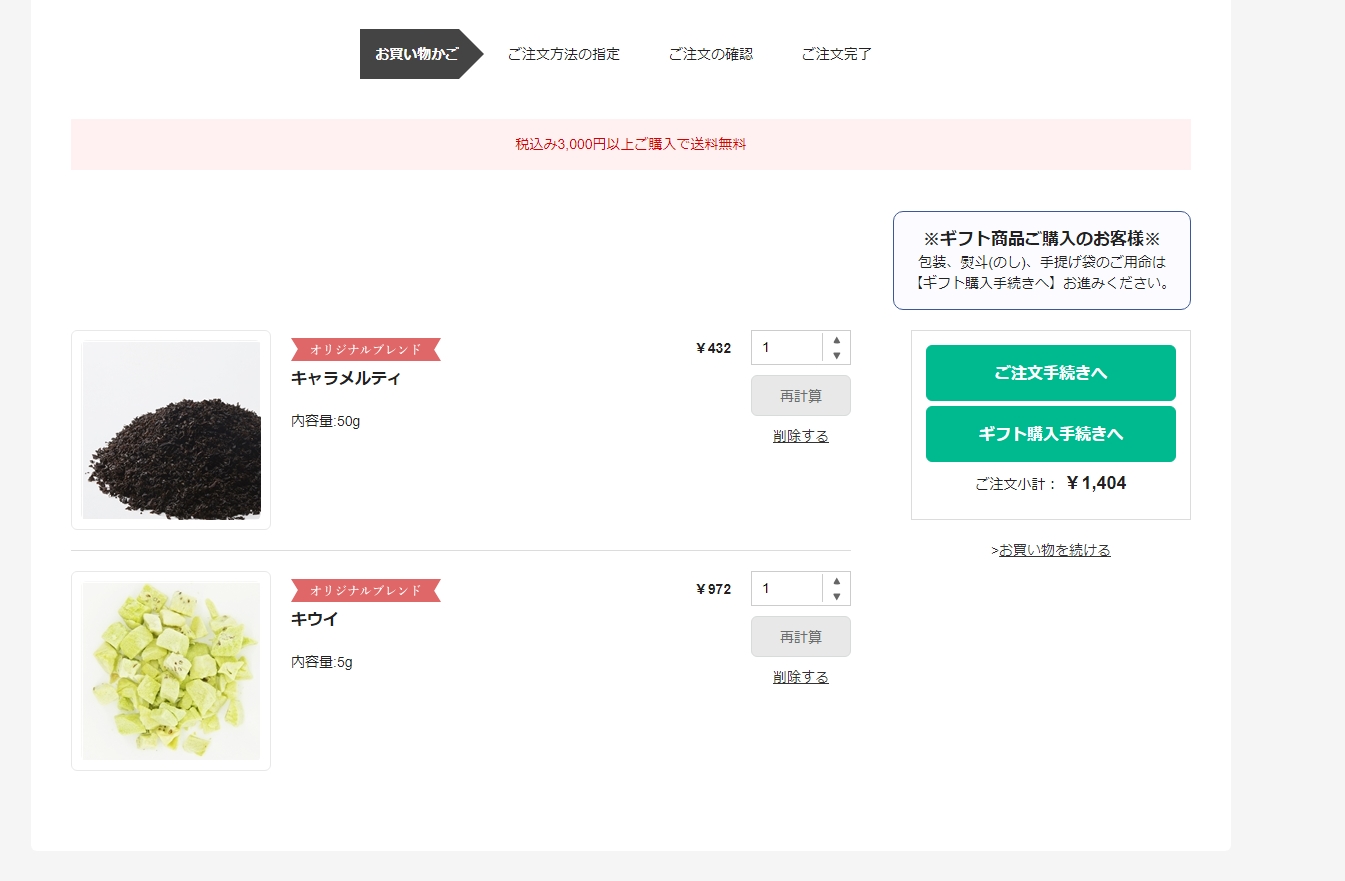 お買い物かご
ご注文方法の指定
ご注文の確認
ご注文完了
税込み3,000円以上ご購入で送料無料
※ギフト商品ご購入のお客様※
包装、熨斗(のし)、手提げ袋のご用命は
【ギフト購入手続きへ】お進みください。
オリジナルブレンド
キャラメルティ
内容量:50g
¥432
1
再計算
削除する
ご注文手続きへ
ギフト購入手続きへ
ご注文小計： ¥1,404
>お買い物を続ける
オリジナルブレンド
キウイ
内容量:5g
¥972
1
再計算
削除する